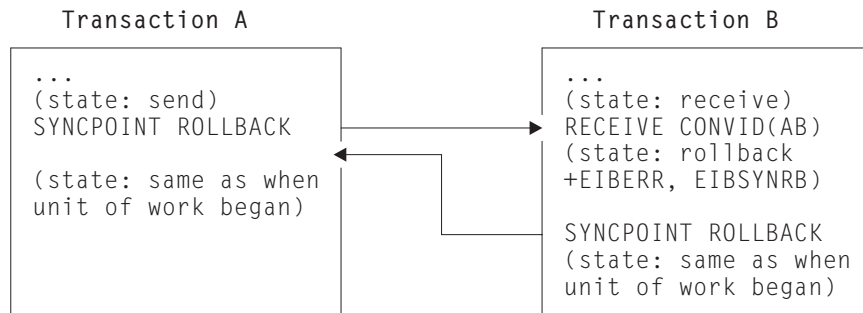 Transaction A
...
(state: send)
SYNCPOINT ROLLBACK
(state: same as when
unit of work began)
Transaction B
...
(state: receive)
RECEIVE CONVID(AB)
(state: rollback
+EIBERR, EIBSYNRB)
SYNCPOINT ROLLBACK
(state: same as when
unit of work began)